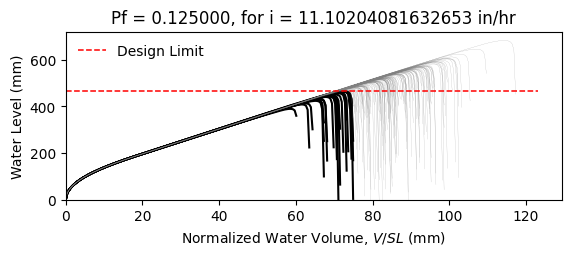 Pf = 0.125000, for i = 11.10204081632653 in/hr
Design Limit
Water Level (mm)
600
400
200
0
0 20 40 60 80 100 120
Normalized Water Volume, V/SL (mm)